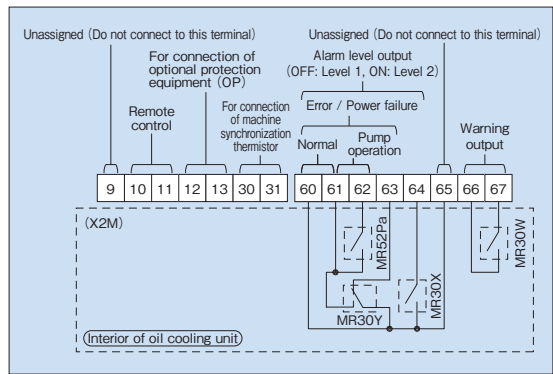 Unassigned (Do not connect to this terminal)
Unassigned (Do not connect to this terminal)
For connection of
optional protection
equipment (OP)
Alarm level output
(OFF: Level 1, ON: Level 2)
Remote
control
For connection
of machine
synchronization
thermistor
Error / Power failure
Normal
Pump
operation
Warning
output
9 10 11 12 13 30 31 60 61 62 63 64 65 66 67
(X2M)
MR52Pa
MR30W
MR30X
MR30Y
Interior of oil cooling unit